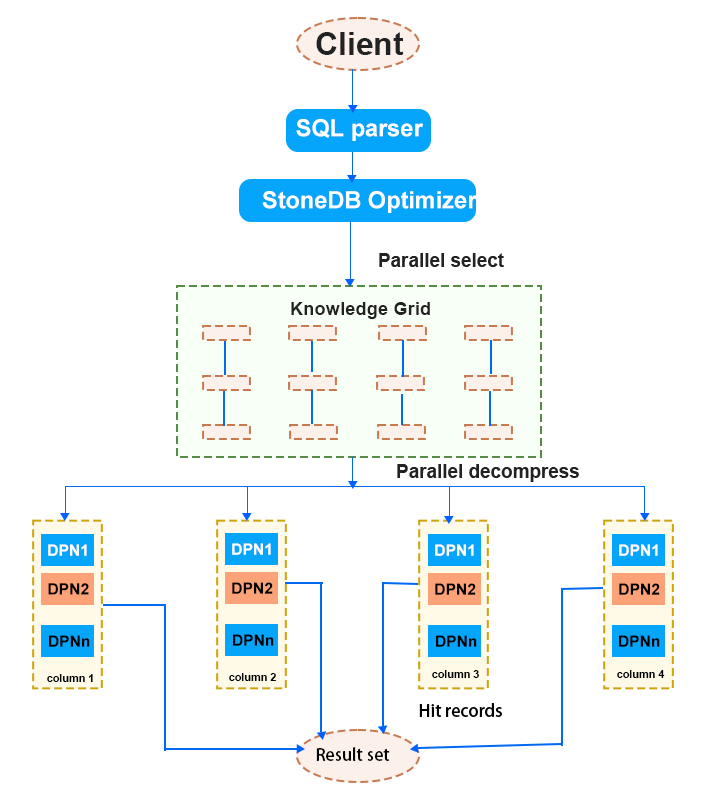 Client
SQL parser
StoneDB Optimizer
Parallel select
Knowledge Grid
Parallel decompress
DPN1
DPN2
DPNn
column 1
DPN1
DPN2
DPNn
column 2
DPN1
DPN2
DPNn
column 3
DPN1
DPN2
DPNn
column 4
Hit records
Result set